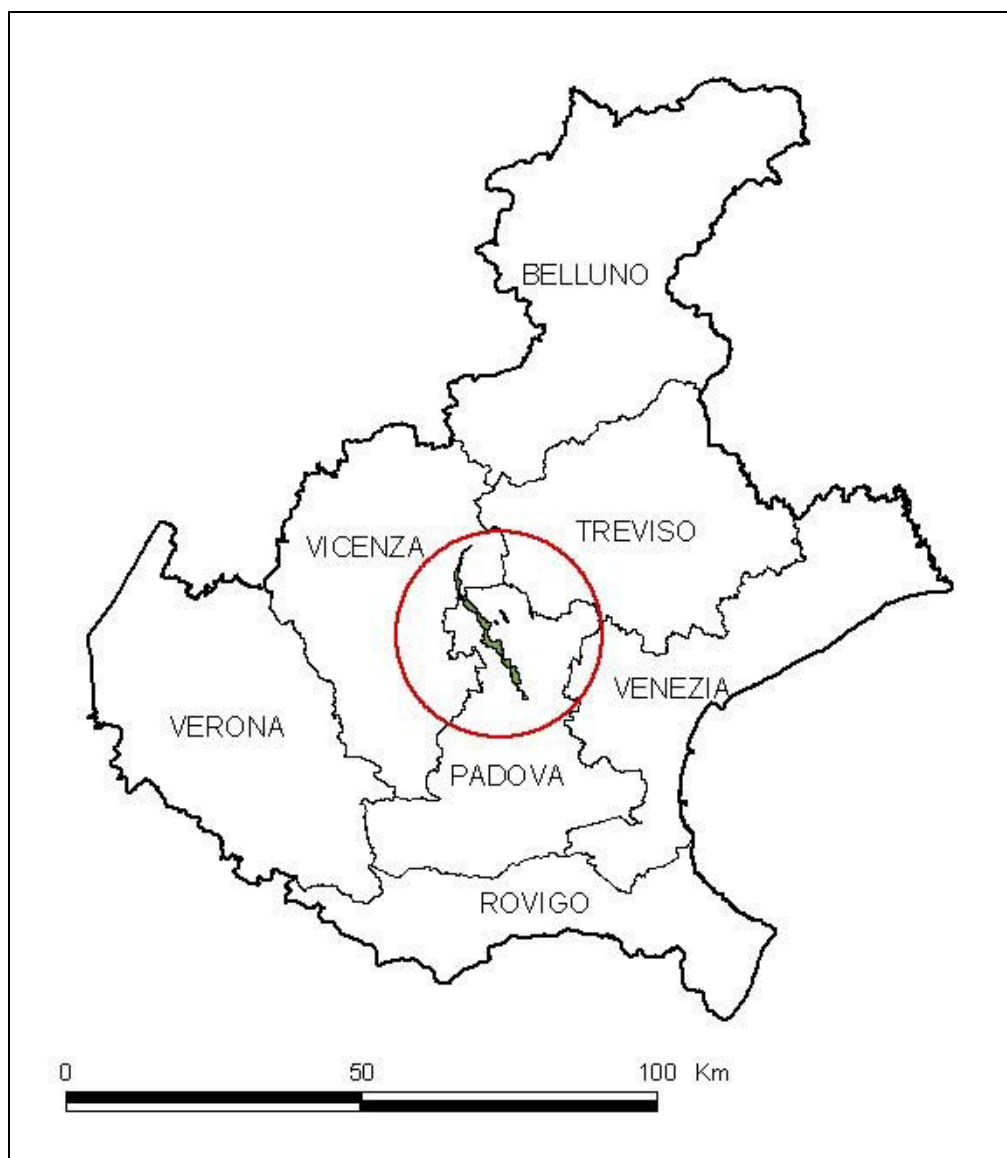 BELLUNO
TREVISO
VICENZA
VENEZIA
VERONA
PADOVA
ROVIGO
0 50 100 Km